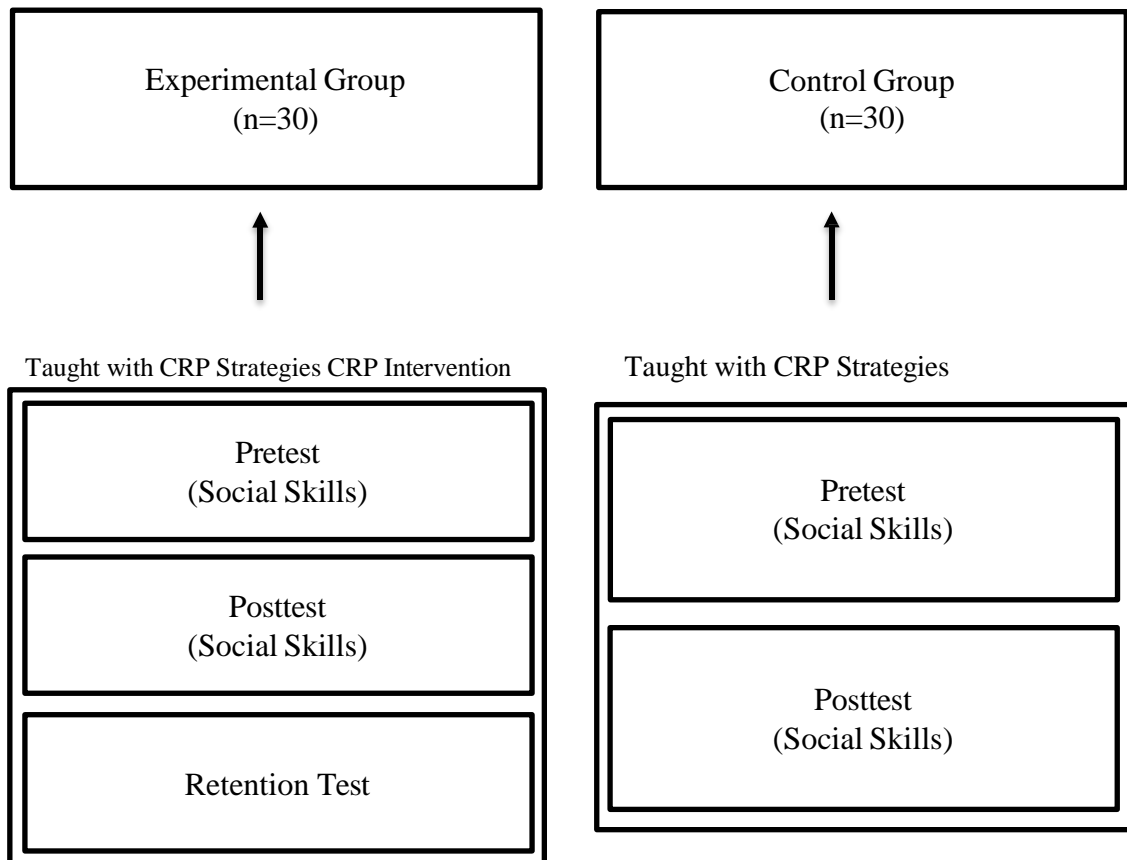 Experimental Group
(n=30)
Control Group
(n=30)
Taught with CRP Strategies CRP Intervention
Taught with CRP Strategies
Pretest
(Social Skills)
Posttest
(Social Skills)
Retention Test
Pretest
(Social Skills)
Posttest
(Social Skills)